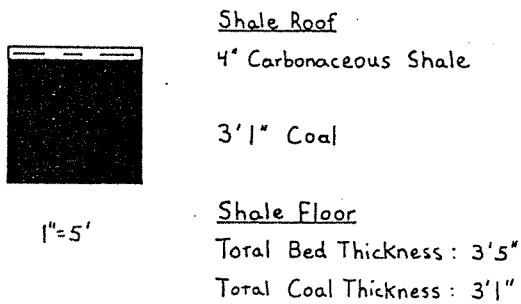 Shale Roof
4" Carbonaceous Shale
3'1" Coal
1"=5'
Shale Floor
Total Bed Thickness: 3'5"
Total Coal Thickness: 3'1"